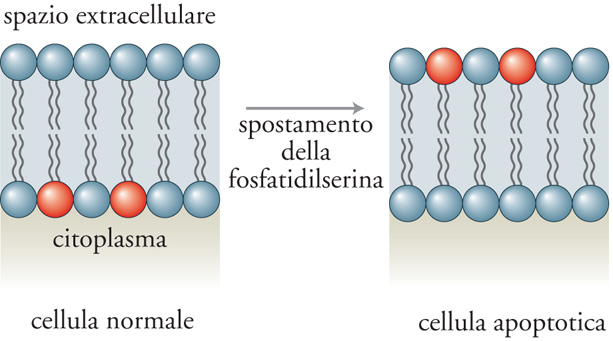 spazio extracellulare
spostamento
della
fosfatidilserina
citoplasma
cellula normale
cellula apoptotica